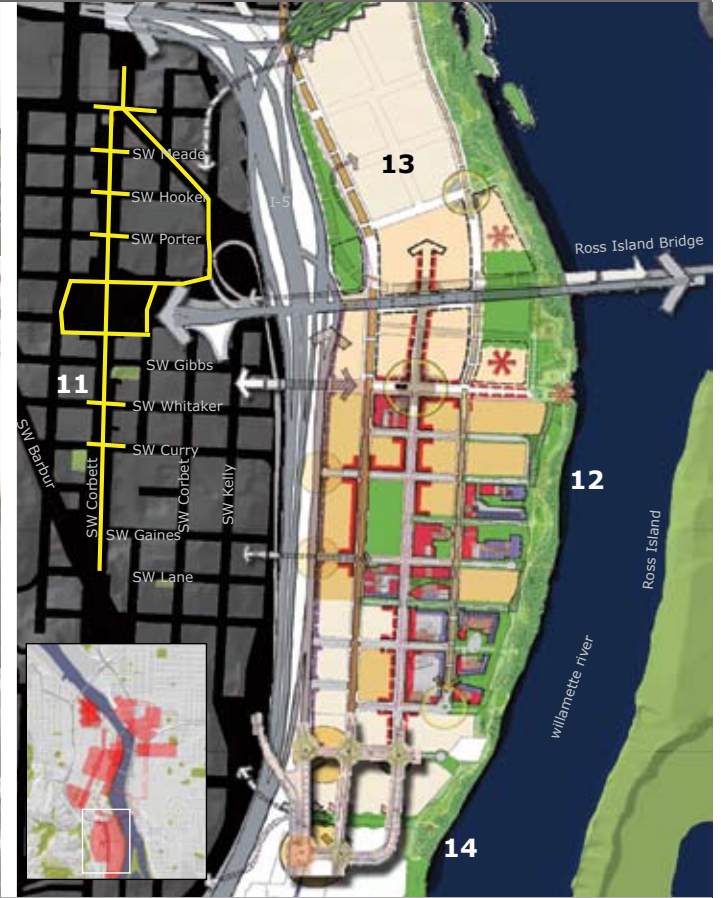 13
SW Meade
SW Hooker
I-5
SW Porter
Ross Island Bridge
SW Gibbs
11
SW Whitaker
SW Barbur
SW Curry
SW Corbett
SW Corbet
SW Kelly
12
SW Gaines
Ross Island
SW Lane
willamette river
14